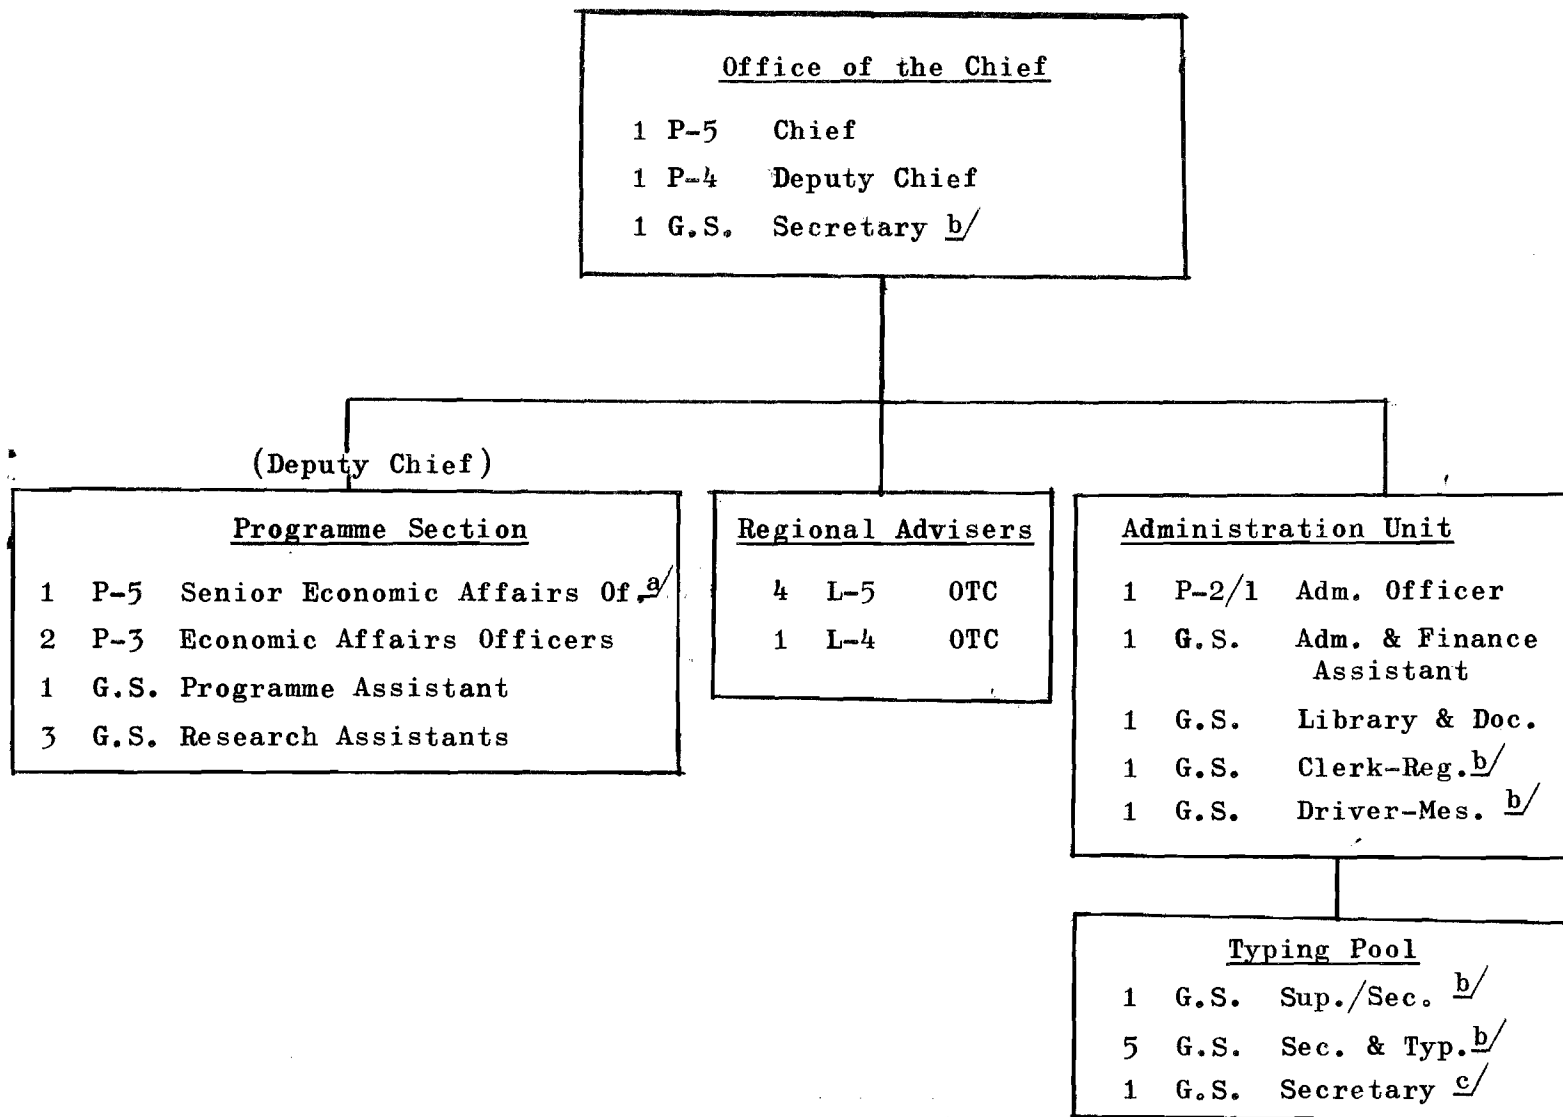 Office of the Chief
1 P-5 Chief
1 P-4 Deputy Chief
1 G.S. Secretary b/
(Deputy Chief)
Programme Section
1 P-5 Senior Economic Affairs Of. a/
2 P-3 Economic Affairs Officers
1 G.S. Programme Assistant
3 G.S. Research Assistants
Regional Advisers
4 L-5 OTC
1 L-4 OTC
Administration Unit
1 P-2/1 Adm. Officer
1 G.S. Adm. & Finance
Assistant
1 G.S. Library & Doc.
1 G.S. Clerk-Reg. b/
1 G.S. Driver-Mes. b/
Typing Pool
1 G.S. Sup./Sec. b/
5 G.S. Sec. & Typ. b/
1 G.S. Secretary c/